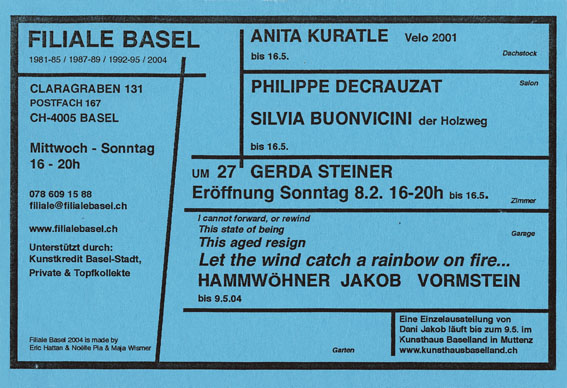 FILIALE BASEL
1981-85 / 1987-89 / 1992-95 / 2004
CLARAGRABEN 131
POSTFACH 167
CH-4005 BASEL
Mittwoch - Sonntag
16 - 20h
078 609 15 88
filiale@filialebasel.ch
www.filialebasel.ch
Unterstützt durch:
Kunstkredit Basel-Stadt,
Private & Topfkollekte
Filiale Basel 2004 is made by
Eric Hattan & Noëlle Pia & Maja Wismer
ANITA KURATLE Velo 2001
bis 16.5.
Dachstock
PHILIPPE DECRAUZAT
Salon
SILVIA BUONVICINI der Holzweg
bis 16.5.
UM 27 GERDA STEINER
Eröffnung Sonntag 8.2. 16-20h bis 16.5.
Zimmer
I cannot forward, or rewind
This state of being
Garage
This aged resign
Let the wind catch a rainbow on fire...
HAMMWÖHNER JAKOB VORMSTEIN
bis 9.5.04
Garten
Eine Einzelausstellung von
Dani Jakob läuft bis zum 9.5. im
Kunsthaus Baselland in Muttenz
www.kunsthausbaselland.ch